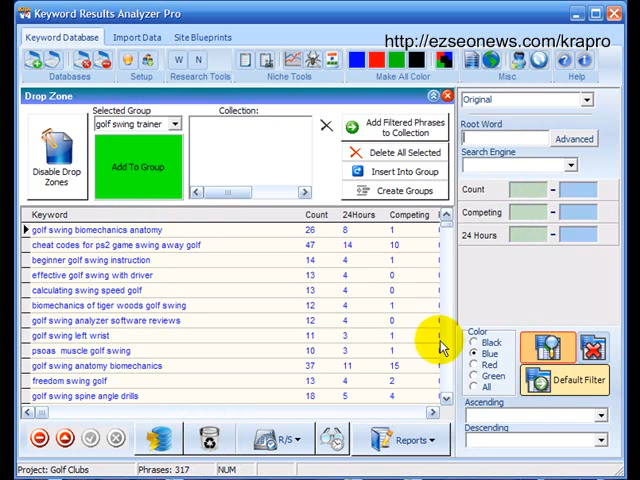 Keyword Results Analyzer Pro
Keyword Database
Import Data
Site Blueprints
http://ezseonews.com/krapro
W N
Databases
Setup
Research Tools
Niche Tools
Make All Color
Misc
Help
Drop Zone
Selected Group
golf swing trainer
Collection:
Disable Drop
Zones
Add To Group
Add Filtered Phrases
to Collection
Delete All Selected
Insert Into Group
Create Groups
Original
Root Word
Advanced
Search Engine
Count -
Competing -
24 Hours -
Keyword Count 24Hours Competing
golf swing biomechanics anatomy 26 8 1
cheat codes for ps2 game swing away golf 47 14 10
beginner golf swing instruction 14 4 1
effective golf swing with driver 13 4 0
calculating swing speed golf 13 4 0
biomechanics of tiger woods golf swing 12 4 1
golf swing analyzer software reviews 12 4 0
golf swing left wrist 11 3 1
psoas muscle golf swing 10 3 1
golf swing anatomy biomechanics 37 11 15
freedom swing golf 13 4 2
golf swing spine angle drills 18 5 4
Color
Black
Blue
Red
Green
All
Default Filter
Ascending
Descending
R/S
Reports
Project: Golf Clubs
Phrases: 317
NUM